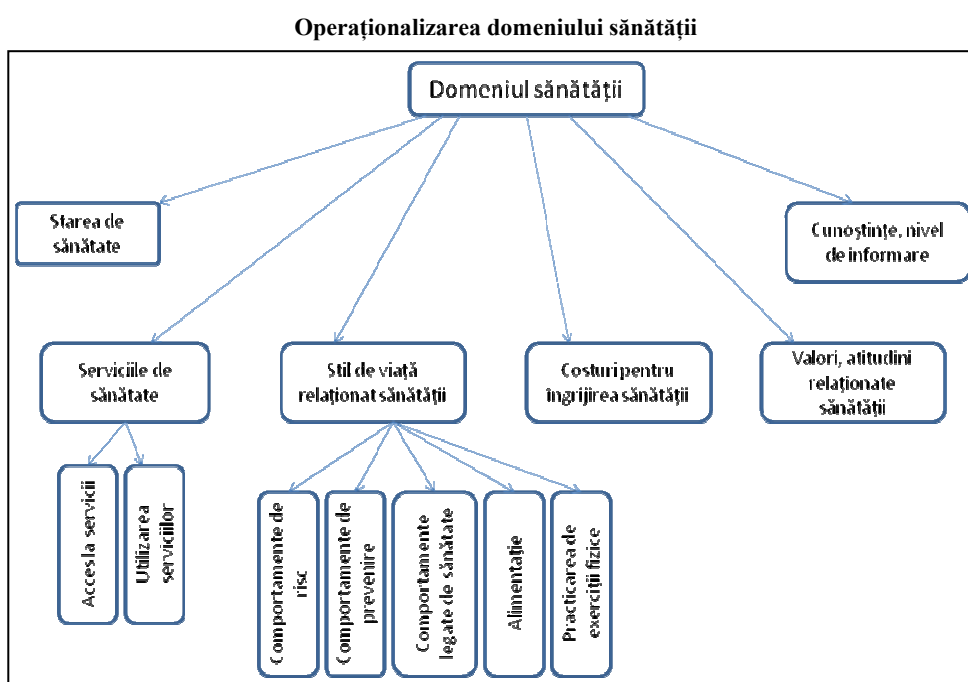 Operaționalizarea domeniului sănătății
Domeniul sănătății
Starea de
sănătate
Cunoștințe, nivel
de informare
Serviciile de
sănătate
Stil de viață
relaționat sănătății
Costuri pentru
îngrijirea sănătății
Valori, atitudini
relaționate
sănătății
Acces la servicii
Utilizarea
serviciilor
Comportamente de
risc
Comportamente de
prevenire
Comportamente
legate de sănătate
Alimentație
Practicarea de
exerciții fizice